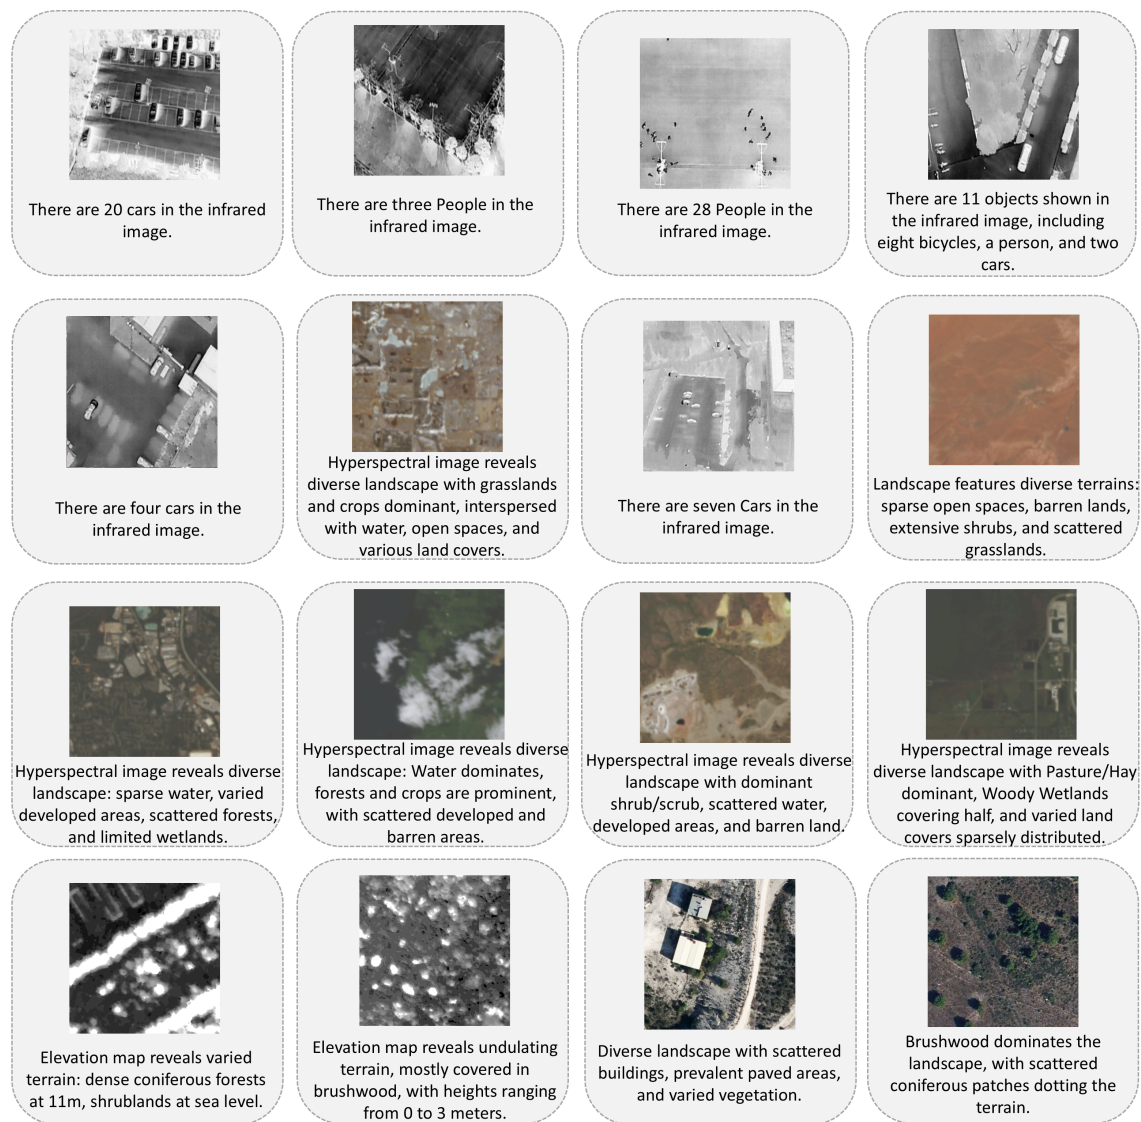 There are 20 cars in the infrared
image.
There are three People in the
infrared image.
There are 28 People in the
infrared image.
There are 11 objects shown in
the infrared image, including
eight bicycles, a person, and two
cars.
There are four cars in the
infrared image.
Hyperspectral image reveals
diverse landscape with grasslands
and crops dominant, interspersed
with water, open spaces, and
various land covers.
There are seven Cars in the
infrared image.
Landscape features diverse terrains:
sparse open spaces, barren lands,
extensive shrubs, and scattered
grasslands.
Hyperspectral image reveals diverse
landscape: sparse water, varied
developed areas, scattered forests,
and limited wetlands.
Hyperspectral image reveals diverse
landscape: Water dominates,
forests and crops are prominent,
with scattered developed and
barren areas.
Hyperspectral image reveals diverse
landscape with dominant
shrub/scrub, scattered water,
developed areas, and barren land.
Hyperspectral image reveals
diverse landscape with Pasture/Hay
dominant, Woody Wetlands
covering half, and varied land
covers sparsely distributed.
Elevation map reveals varied
terrain: dense coniferous forests
at 11m, shrublands at sea level.
Elevation map reveals undulating
terrain, mostly covered in
brushwood, with heights ranging
from 0 to 3 meters.
Diverse landscape with scattered
buildings, prevalent paved areas,
and varied vegetation.
Brushwood dominates the
landscape, with scattered
coniferous patches dotting the
terrain.